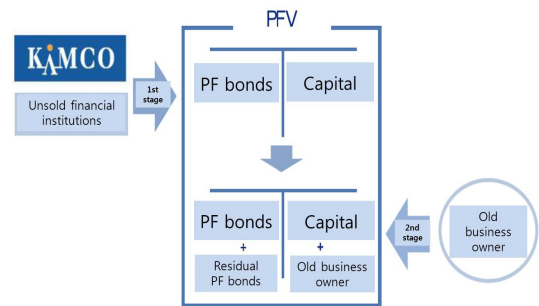 PFV
KAMCO
Unsold financial
institutions
1st
stage
PF bonds
Capital
PF bonds
Capital
+
+
Residual
PF bonds
Old business
owner
2nd
stage
Old
business
owner